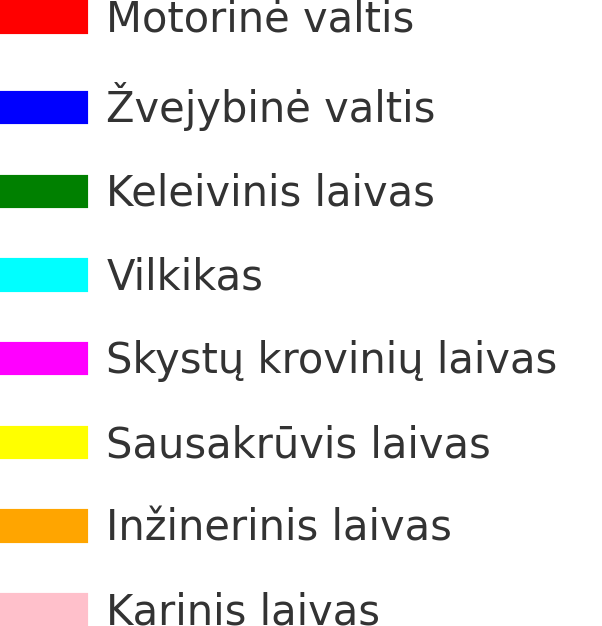 Motorinė valtis
Žvejybinė valtis
Keleivinis laivas
Vilkikas
Skystų krovinių laivas
Sausakrūvis laivas
Inžinerinis laivas
Karinis laivas